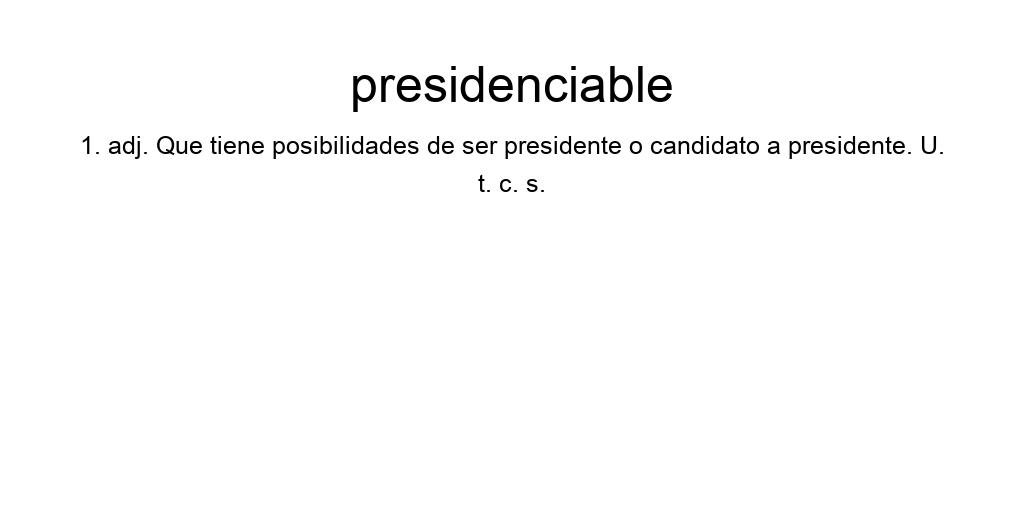 presidenciable
1. adj. Que tiene posibilidades de ser presidente o candidato a presidente. U.
t. c. s.